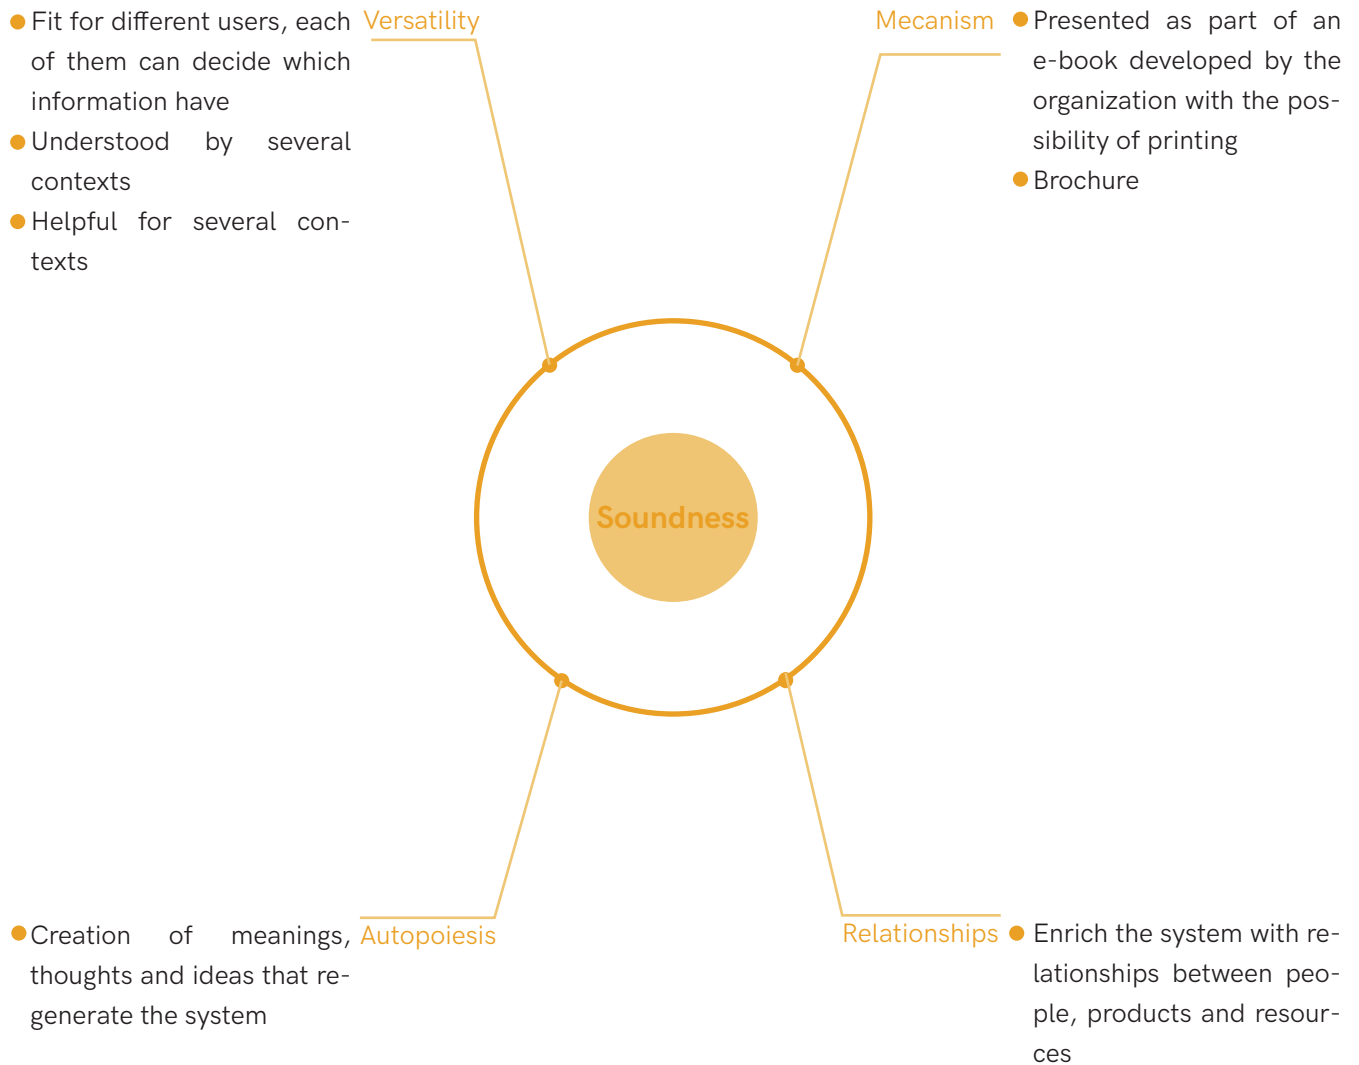 Versatility
Fit for different users, each
of them can decide which
information have
Understood by several
contexts
Helpful for several con-
texts
Mecanism
Presented as part of an
e-book developed by the
organization with the pos-
sibility of printing
Brochure
Soundness
Autopoiesis
Creation of meanings,
thoughts and ideas that re-
generate the system
Relationships
Enrich the system with re-
lationships between peo-
ple, products and resour-
ces